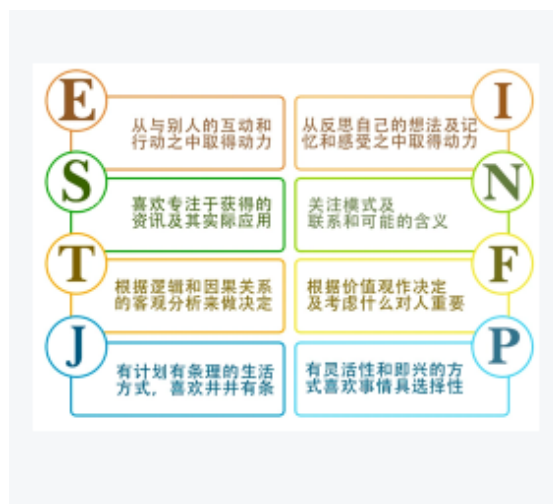 E
从与别人的互动和
行动之中取得动力
I
从反思自己的想法及记
忆和感受之中取得动力
S
喜欢专注于获得的
资讯及其实际应用
N
关注模式及
联系和可能的含义
T
根据逻辑和因果关系
的客观分析来做决定
F
根据价值观作决定
及考虑什么对人重要
J
有计划有条理的生活
方式，喜欢井井有条
P
有灵活性和即兴的方
式喜欢事情具选择性